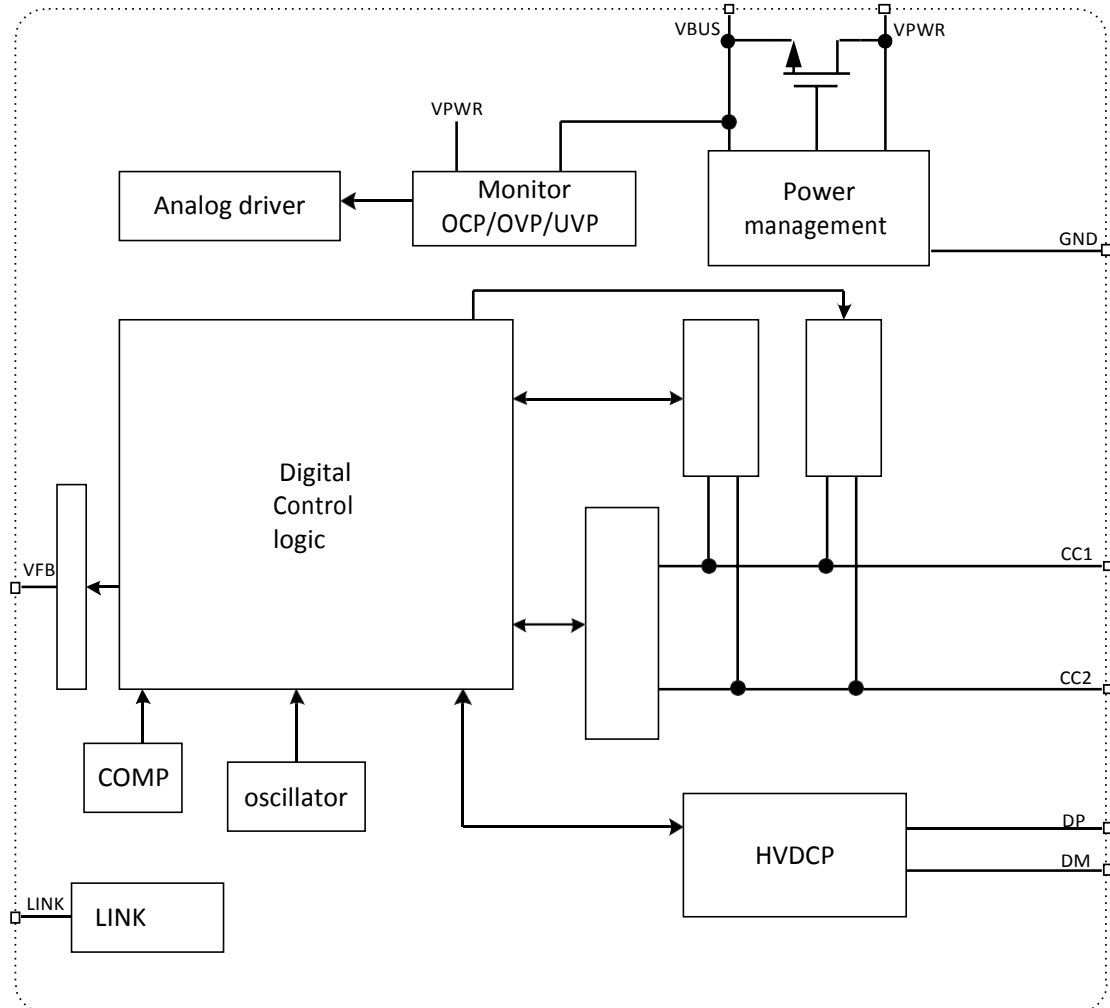 VBUS
VPWR
VPWR
Analog driver
Monitor
OCP/OVP/UVP
Power
management
GND
Digital
Control
logic
VFB
CC1
CC2
COMP
oscillator
HVDCP
DP
DM
LINK
LINK